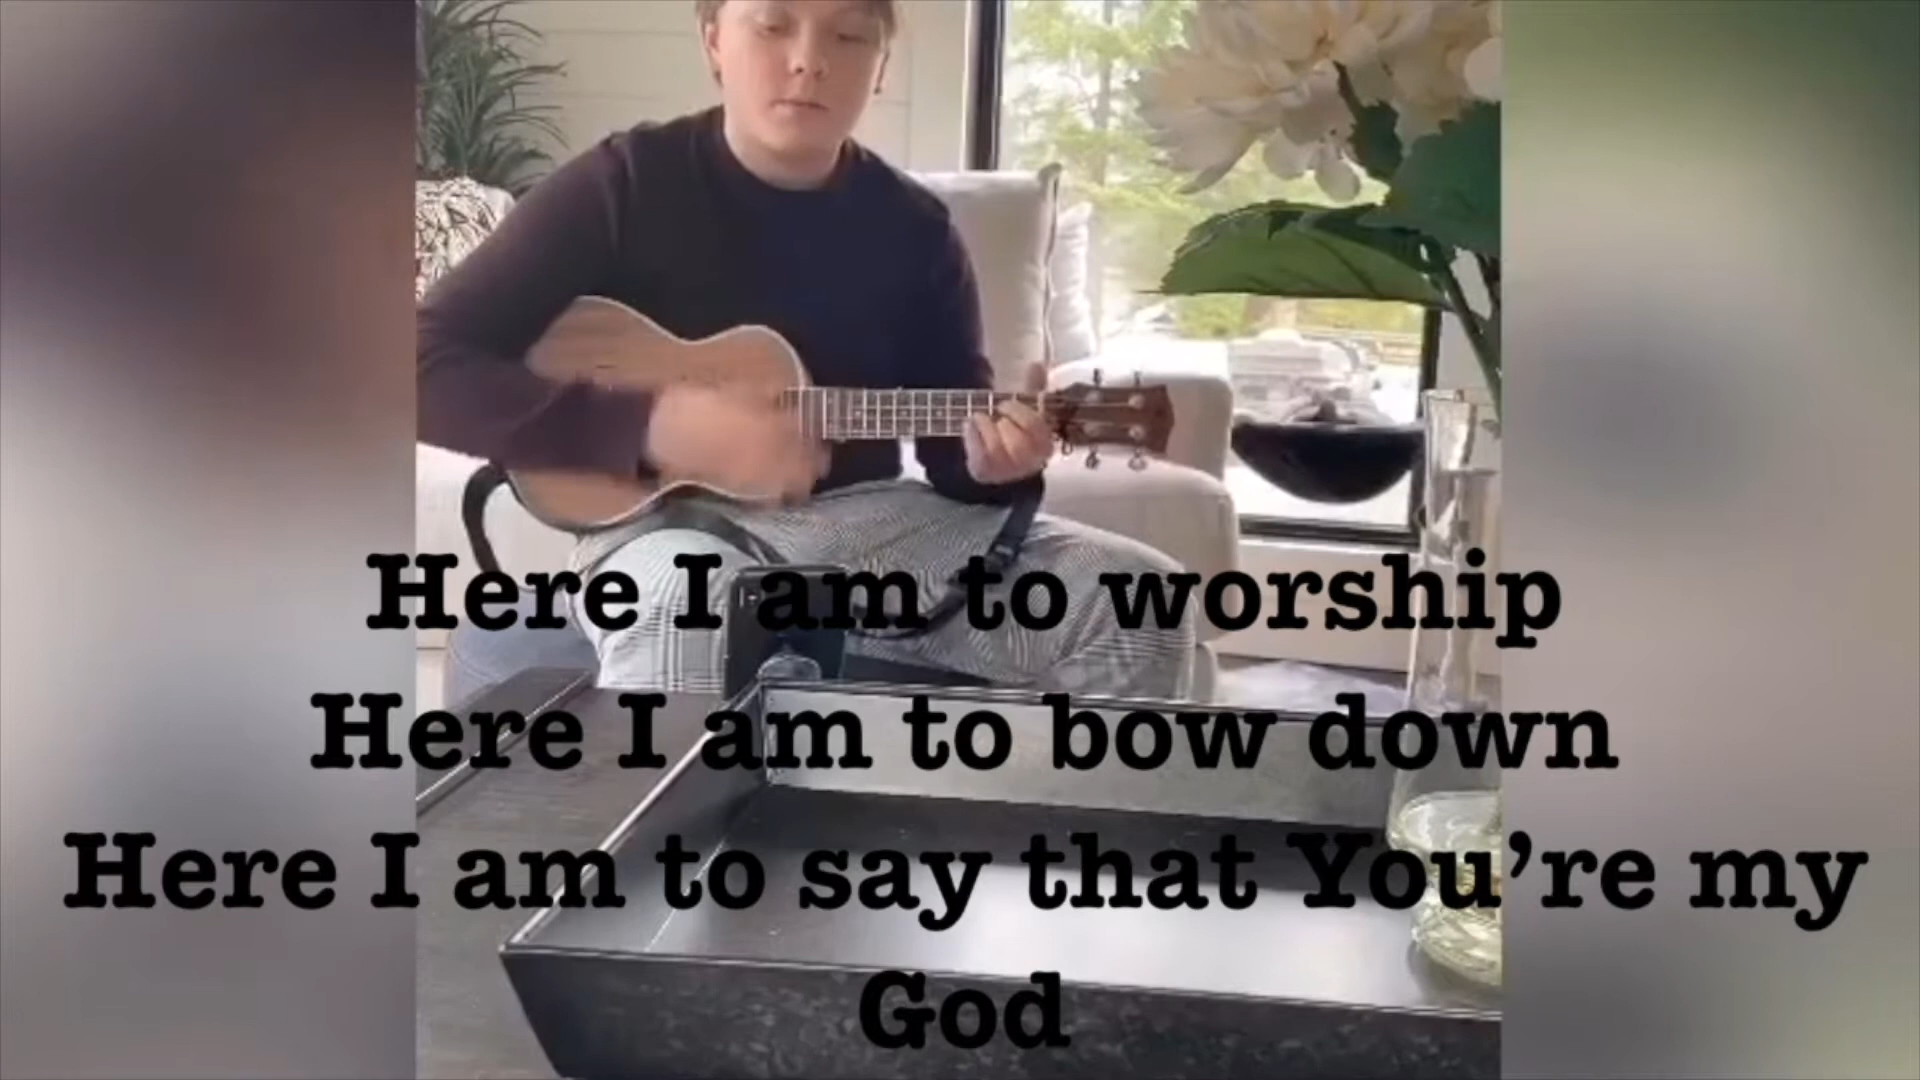 Here I am to worship
Here I am to bow down
Here I am to say that You’re my
God